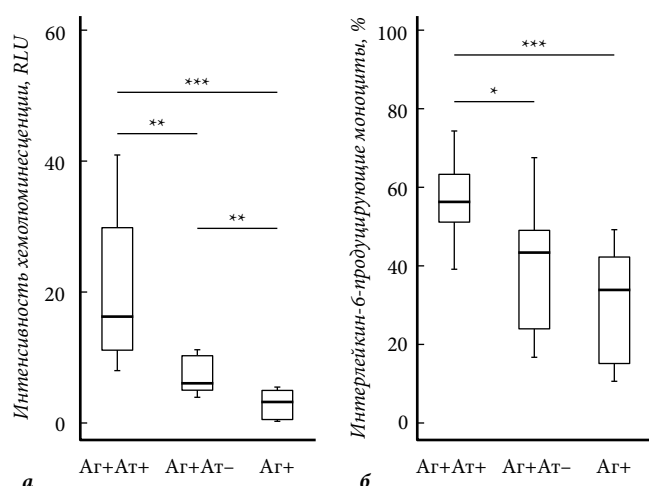 Интенсивность хемолюминесценции, RLU
60
40
20
0
***
**
**
Аг+Ат+ Аг+Ат– Аг+
а
Интерлейкин-6-продуцирующие моноциты, %
100
80
60
40
20
0
***
*
Аг+Ат+ Аг+Ат– Аг+
б